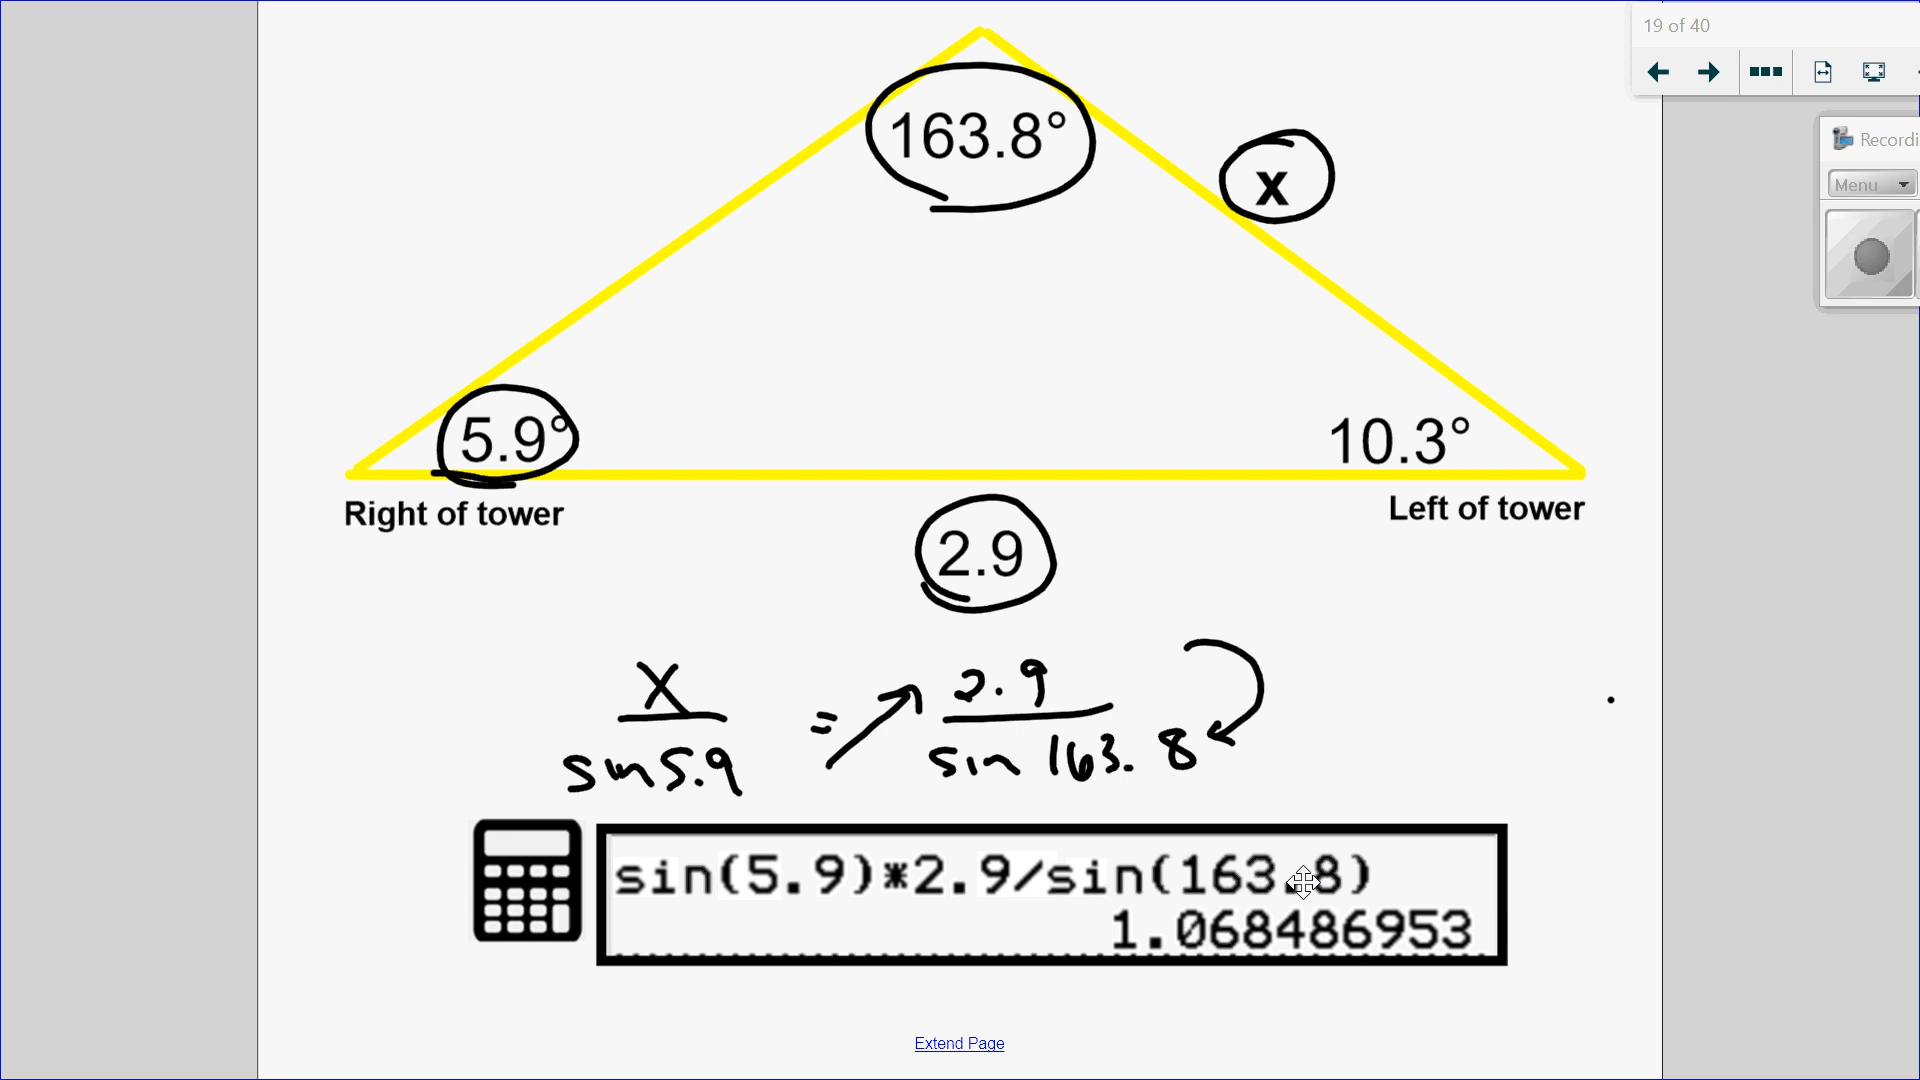 19 of 40
Recordi
Menu
163.8°
x
5.9°
10.3°
Right of tower
Left of tower
2.9
x = 2.9
sin5.9 sin 163.8
sin(5.9)*2.9/sin(163.8)
1.068486953
Extend Page